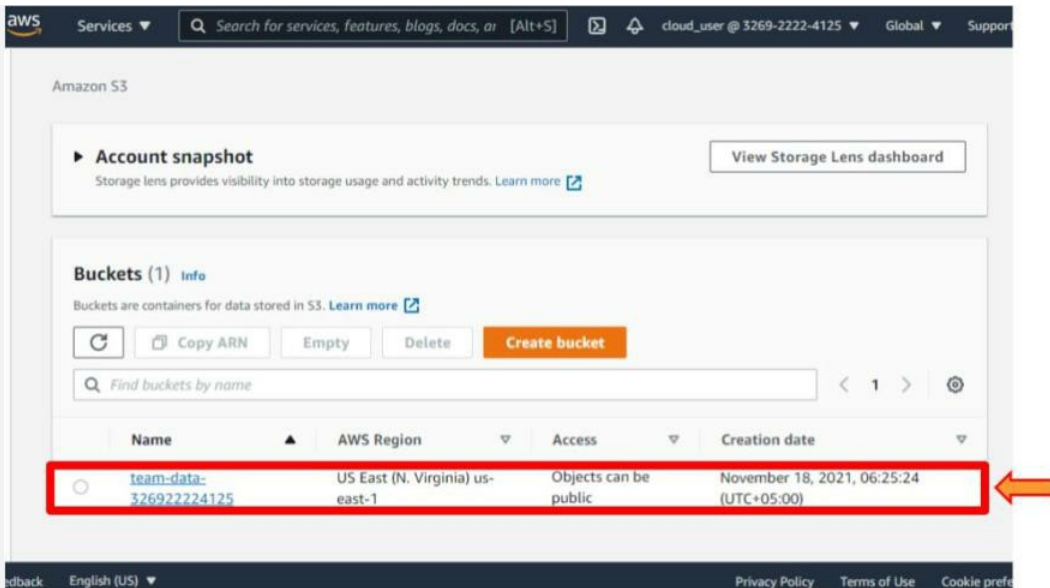 aws Services ▼ Search for services, features, blogs, docs, ar [Alt+S] cloud_user @ 3269-2222-4125 ▼ Global ▼ Support
Amazon S3
Account snapshot
View Storage Lens dashboard
Storage lens provides visibility into storage usage and activity trends. Learn more
Buckets (1) Info
Buckets are containers for data stored in S3. Learn more
Copy ARN Empty Delete Create bucket
Find buckets by name < 1 >
Name ▲ AWS Region ▽ Access ▽ Creation date ▽
team-data- US East (N. Virginia) us- Objects can be November 18, 2021, 06:25:24
326922224125 east-1 public (UTC+05:00)
edback English (US) ▼ Privacy Policy Terms of Use Cookie prefe